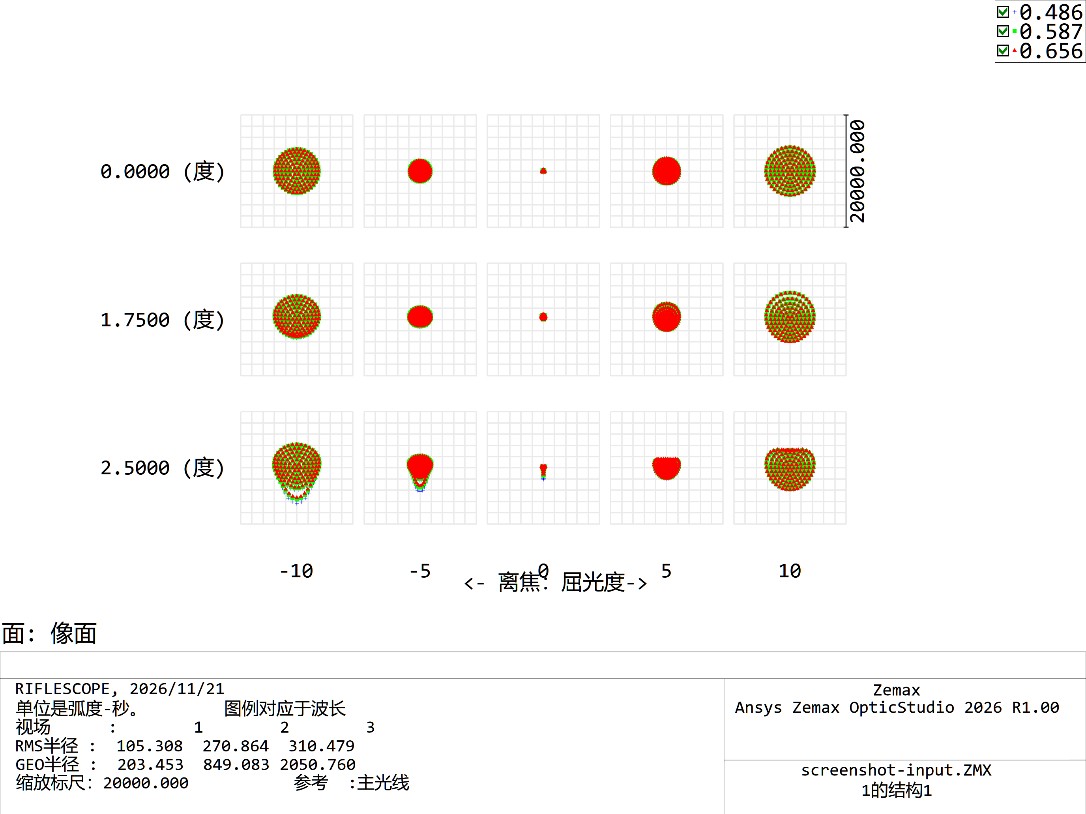 0.486
0.587
0.656
20000.000
0.0000 (度)
1.7500 (度)
2.5000 (度)
-10 -5 0 5 10
<- 离焦: 屈光度->
面: 像面
RIFLESCOPE, 2026/11/21
单位是弧度-秒。 图例对应于波长
视场 : 1 2 3
RMS半径 : 105.308 270.864 310.479
GEO半径 : 203.453 849.083 2050.760
缩放标尺: 20000.000 参考 :主光线
Zemax
Ansys Zemax OpticStudio 2026 R1.00
screenshot-input.ZMX
1的结构1